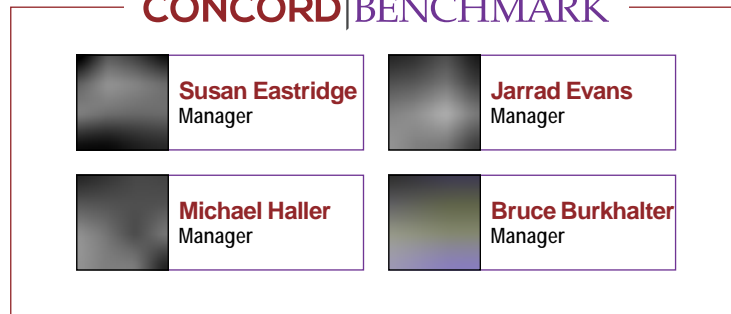 CONCORD|BENCHMARK
Susan Eastridge
Manager
Jarrad Evans
Manager
Michael Haller
Manager
Bruce Burkhalter
Manager